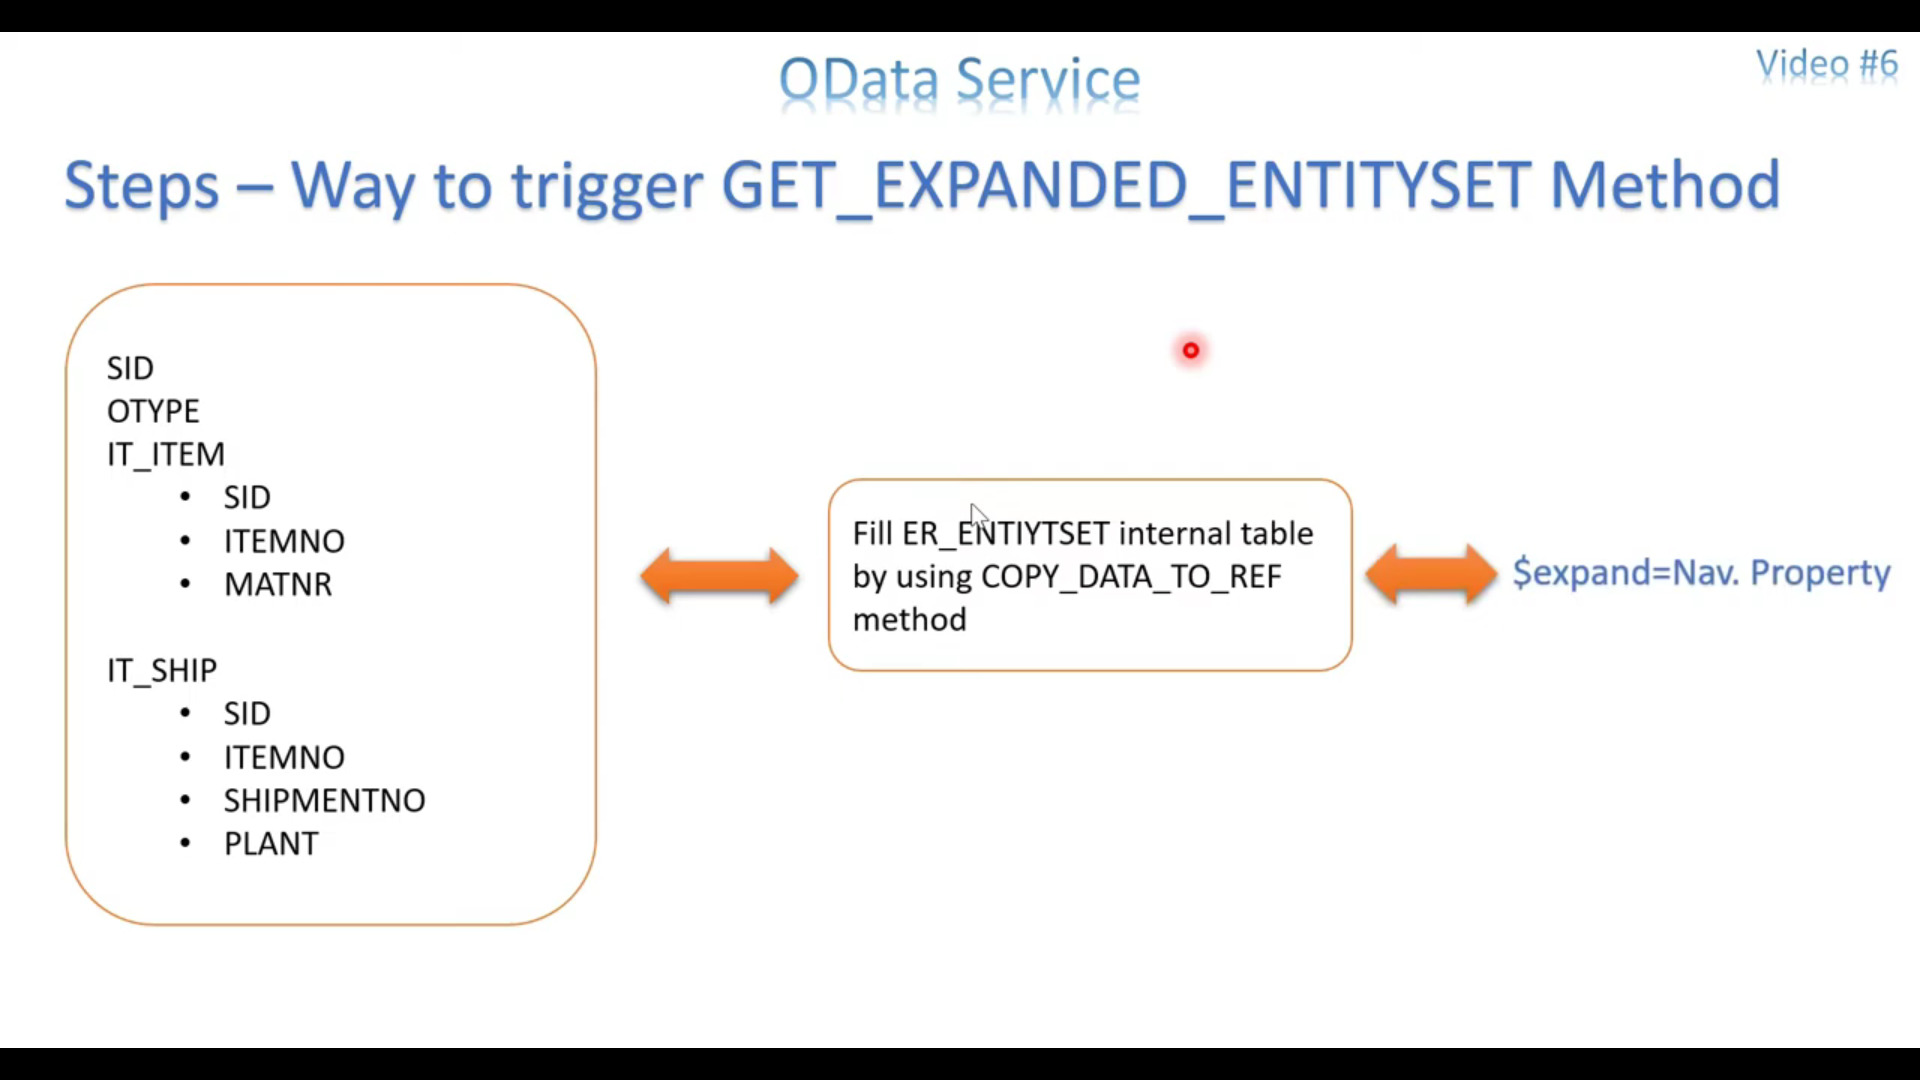 OData Service
Video #6
Steps – Way to trigger GET_EXPANDED_ENTITYSET Method
SID
OTYPE
IT_ITEM
• SID
• ITEMNO
• MATNR
IT_SHIP
• SID
• ITEMNO
• SHIPMENTNO
• PLANT
Fill ER_ENTIYTSET internal table
by using COPY_DATA_TO_REF
method
$expand=Nav. Property